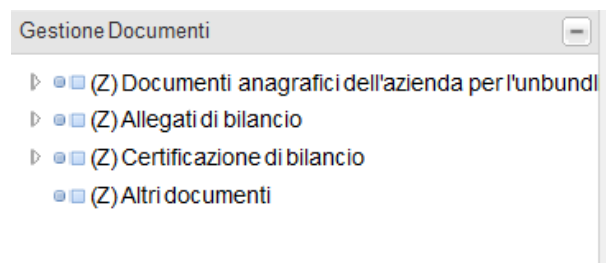 Gestione Documenti
(Z) Documenti anagrafici dell'azienda per l'unbundl
(Z) Allegati di bilancio
(Z) Certificazione di bilancio
(Z) Altri documenti